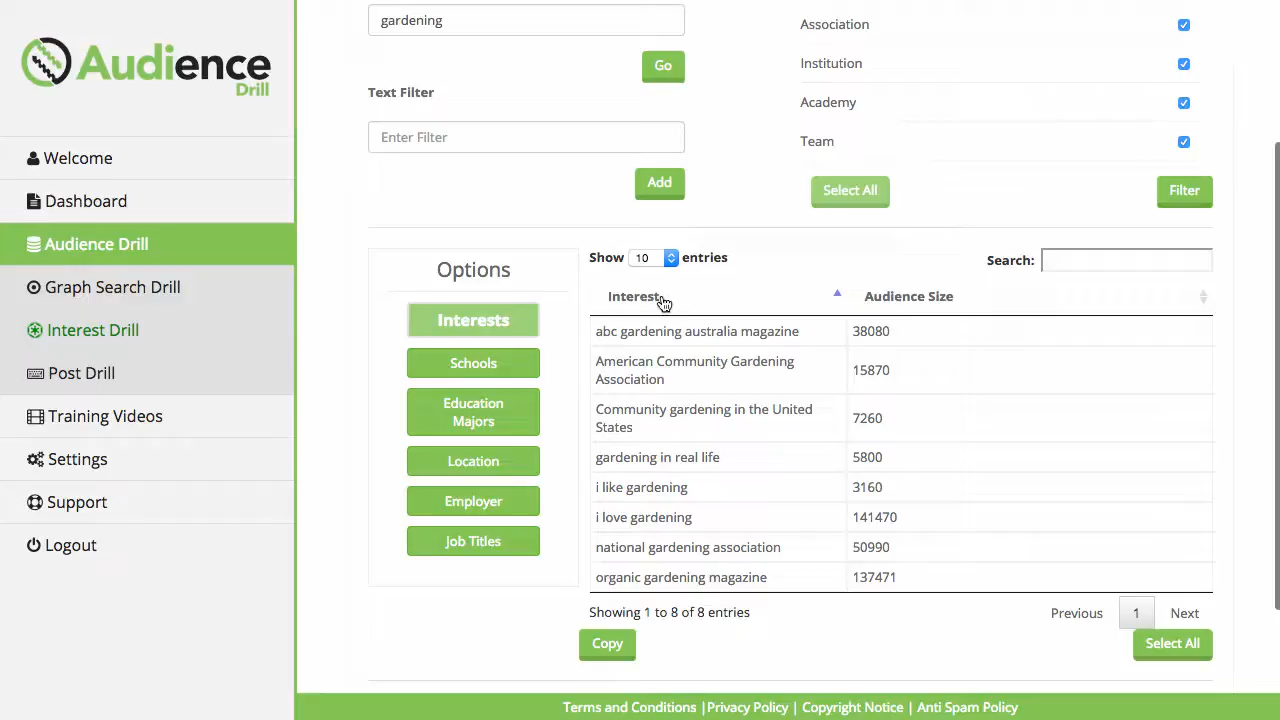 Audience
Drill
Welcome
Dashboard
Audience Drill
Graph Search Drill
Interest Drill
Post Drill
Training Videos
Settings
Support
Logout
gardening
Go
Text Filter
Enter Filter
Add
Association
Institution
Academy
Team
Select All
Filter
Options
Interests
Schools
Education
Majors
Location
Employer
Job Titles
Show 10 entries
Search:
Interest Audience Size
abc gardening australia magazine 38080
American Community Gardening
Association 15870
Community gardening in the United
States 7260
gardening in real life 5800
i like gardening 3160
i love gardening 141470
national gardening association 50990
organic gardening magazine 137471
Showing 1 to 8 of 8 entries
Previous 1 Next
Copy
Select All
Terms and Conditions |Privacy Policy | Copyright Notice | Anti Spam Policy